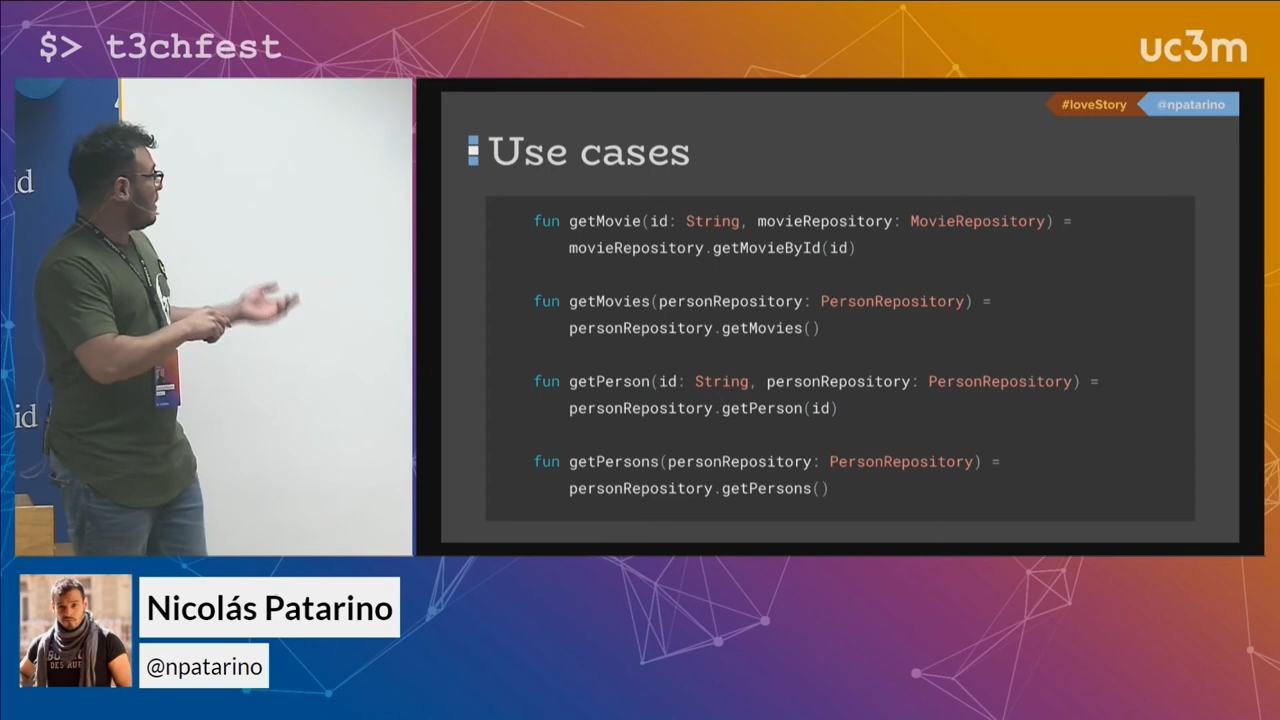 $> t3chfest
uc3m
#loveStory @npatarino
Use cases
fun getMovie(id: String, movieRepository: MovieRepository) =
movieRepository.getMovieById(id)
fun getMovies(personRepository: PersonRepository) =
personRepository.getMovies()
fun getPerson(id: String, personRepository: PersonRepository) =
personRepository.getPerson(id)
fun getPersons(personRepository: PersonRepository) =
personRepository.getPersons()
id
id
Nicolás Patarino
@npatarino